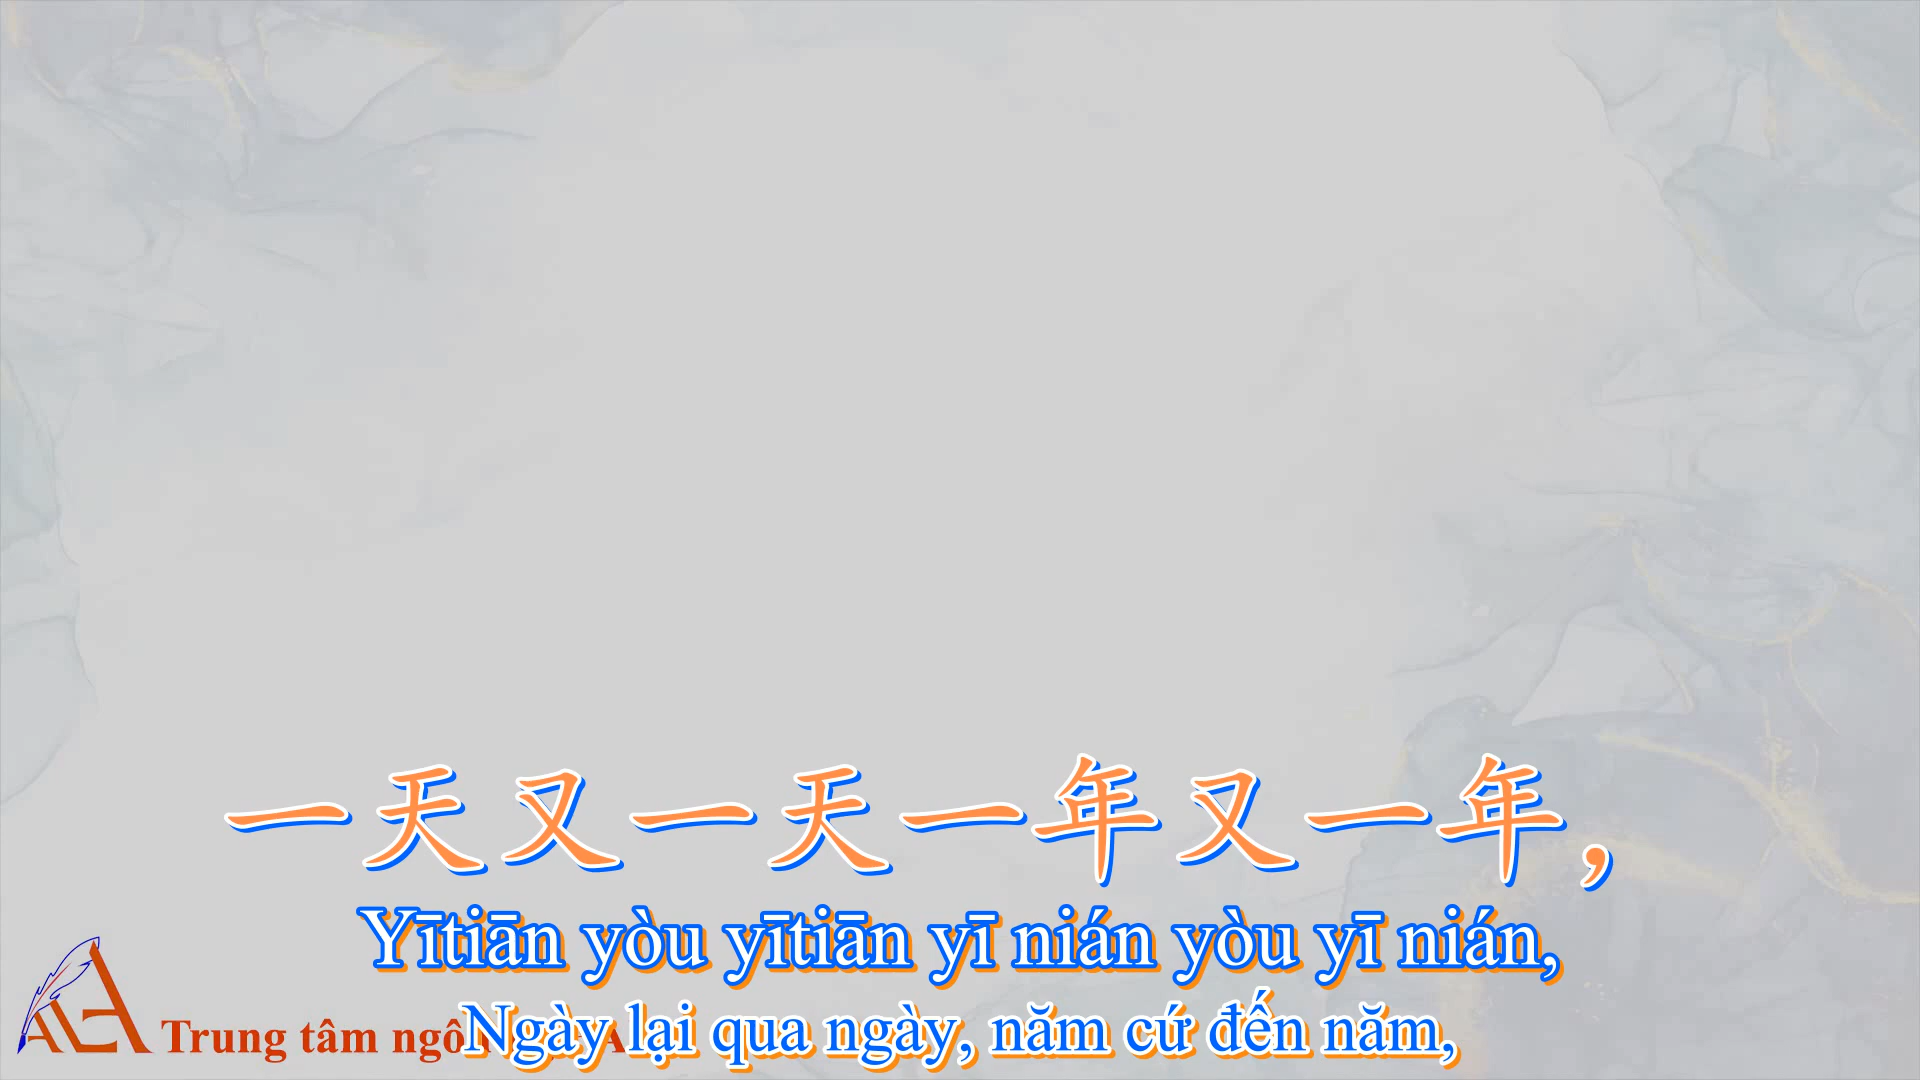 一天又一天一年又一年，
Yītiān yòu yītiān yī nián yòu yī nián,
Ngày lại qua ngày, năm cứ đến năm,
Trung tâm ngô